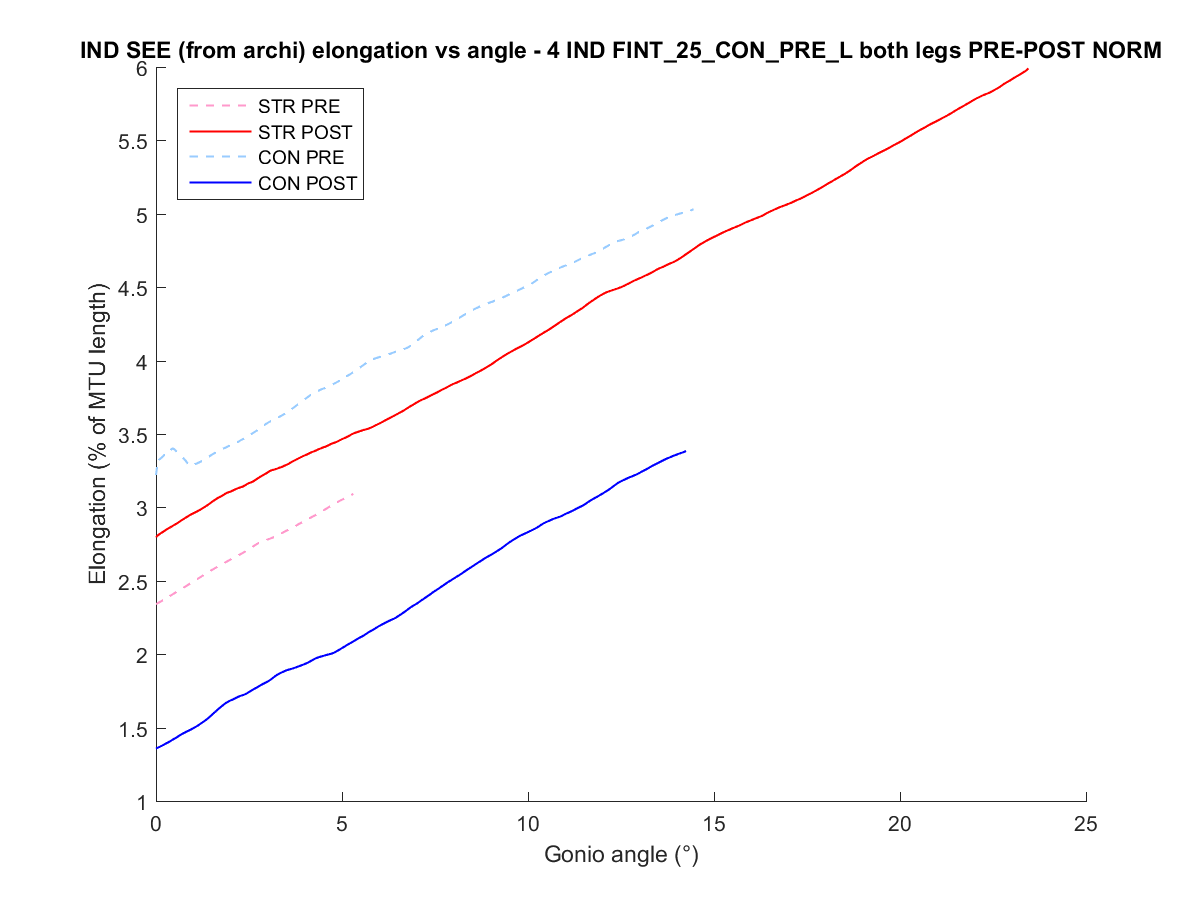 IND SEE (from archi) elongation vs angle - 4 IND FINT_25_CON_PRE_L both legs PRE-POST NORM
STR PRE
STR POST
CON PRE
CON POST
Elongation (% of MTU length)
6
5.5
5
4.5
4
3.5
3
2.5
2
1.5
1
0
5
10
15
20
25
Gonio angle (°)